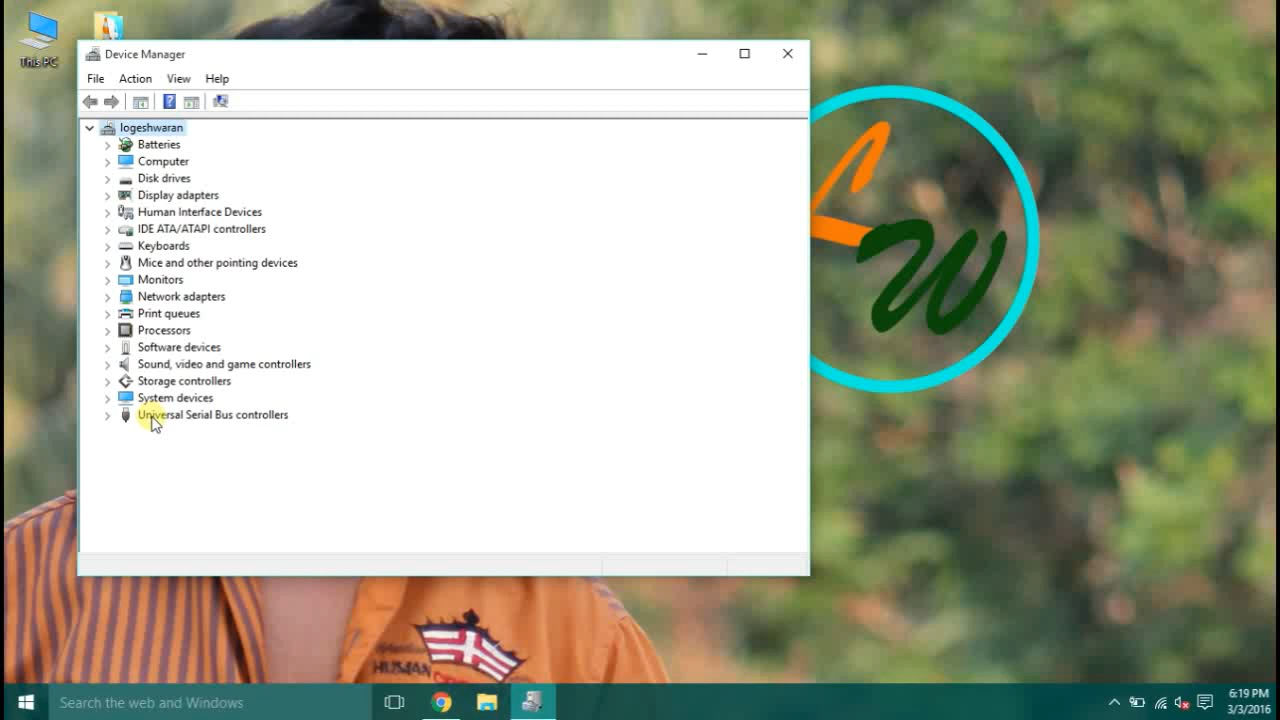 This PC
Device Manager
File Action View Help
logeshwaran
Batteries
Computer
Disk drives
Display adapters
Human Interface Devices
IDE ATA/ATAPI controllers
Keyboards
Mice and other pointing devices
Monitors
Network adapters
Print queues
Processors
Software devices
Sound, video and game controllers
Storage controllers
System devices
Universal Serial Bus controllers
LW
HUMAN
Search the web and Windows
6:19 PM
3/3/2016